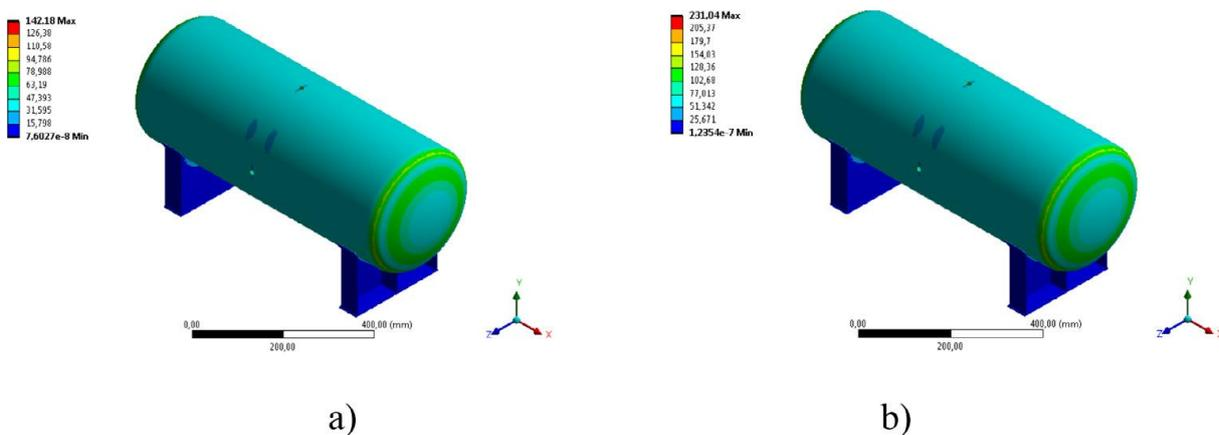 142.18 Max
126,38
110,58
94,786
78,988
63,19
47,393
31,595
15,798
7,6027e-8 Min
0,00
400,00 (mm)
200,00
Y
Z
X
a)
231,04 Max
205,37
179,7
154,03
128,36
102,68
77,013
51,342
25,671
1,2354e-7 Min
0,00
400,00 (mm)
200,00
Y
Z
b)